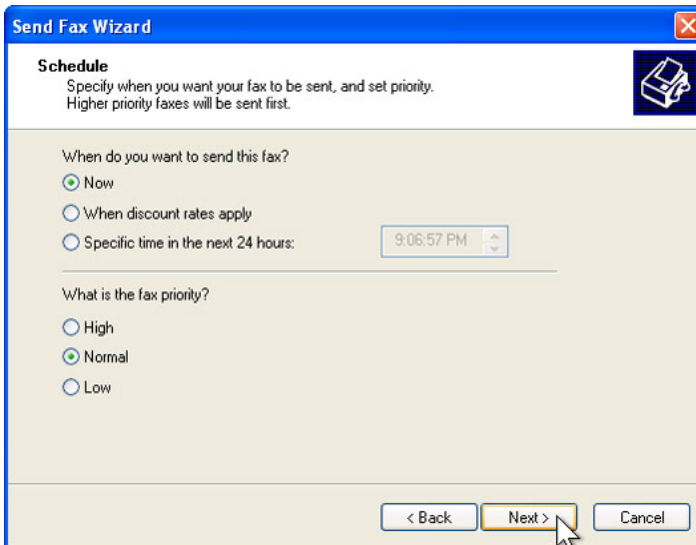 Send Fax Wizard
Schedule
Specify when you want your fax to be sent, and set priority.
Higher priority faxes will be sent first.
When do you want to send this fax?
Now
When discount rates apply
Specific time in the next 24 hours: 9:06:57 PM
What is the fax priority?
High
Normal
Low
< Back Next > Cancel